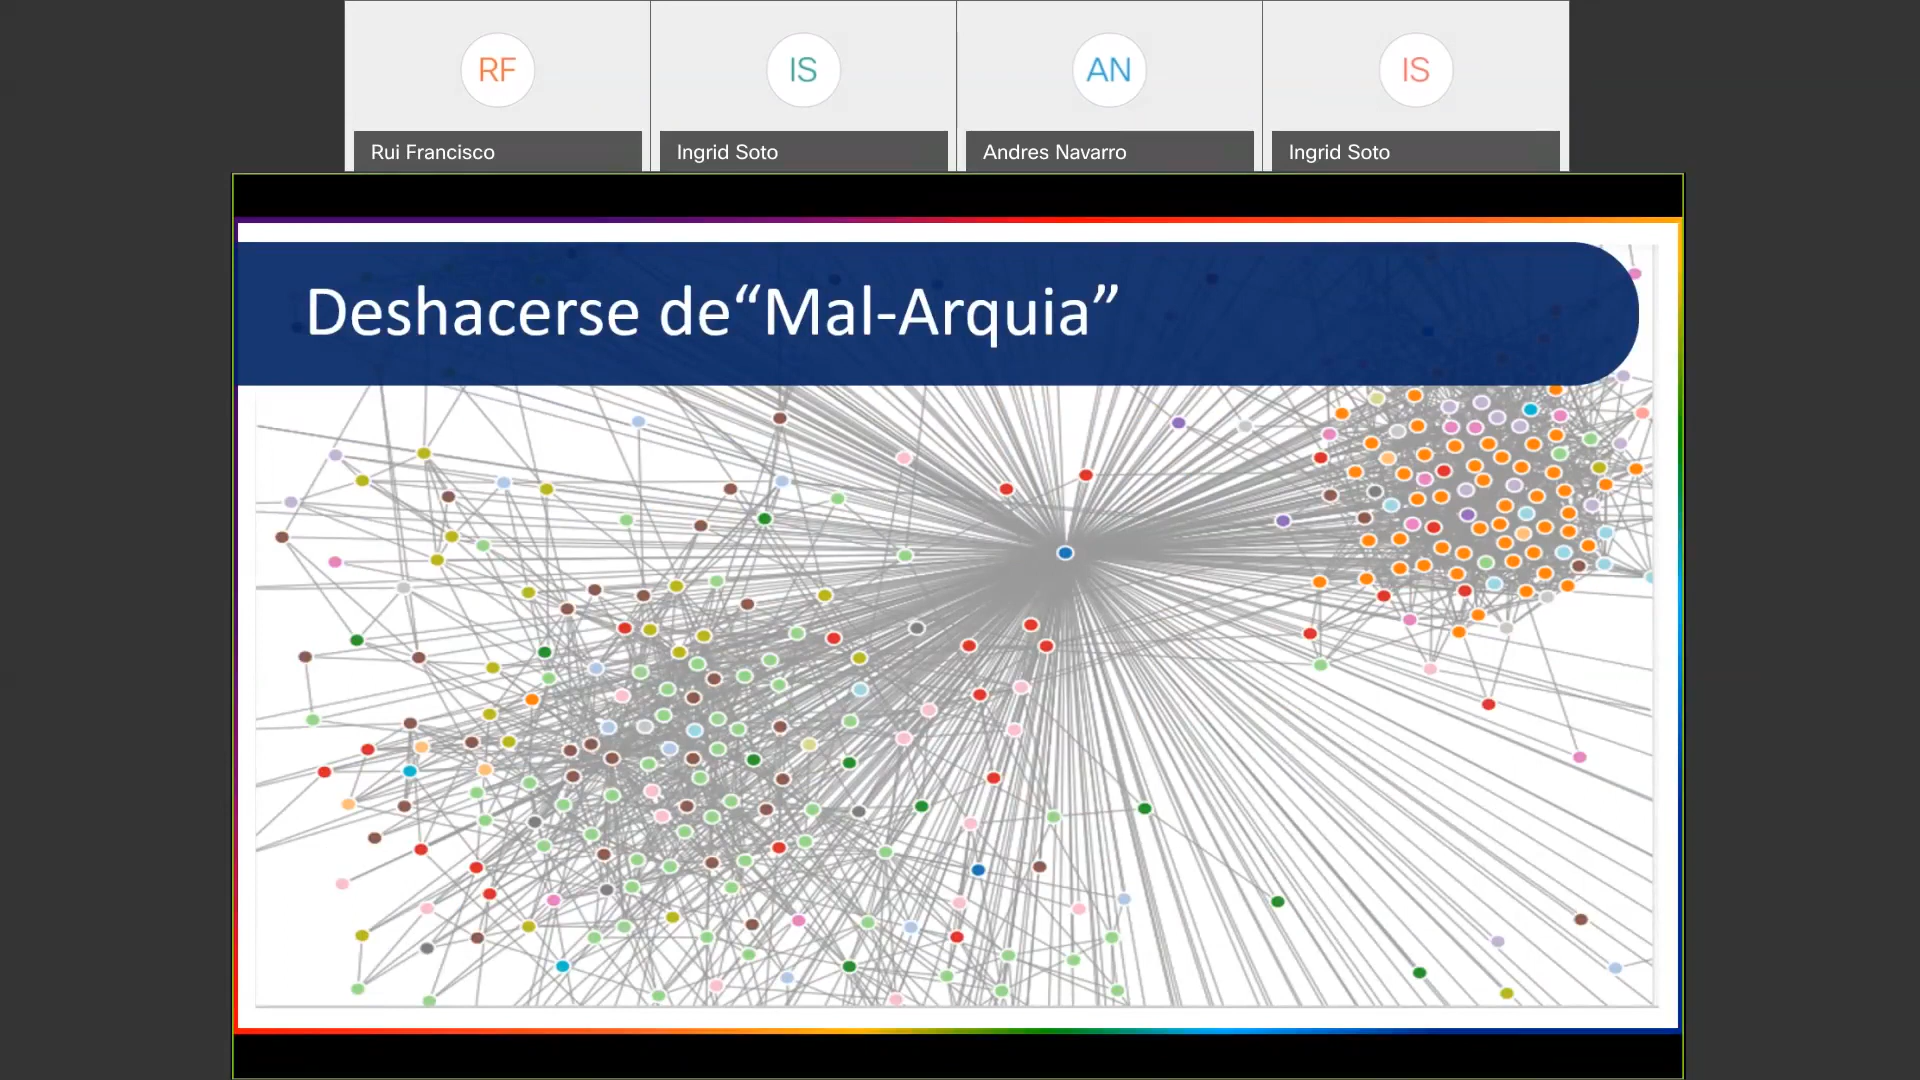 RF
IS
AN
IS
Rui Francisco
Ingrid Soto
Andres Navarro
Ingrid Soto
Deshacerse de“Mal-Arquia”